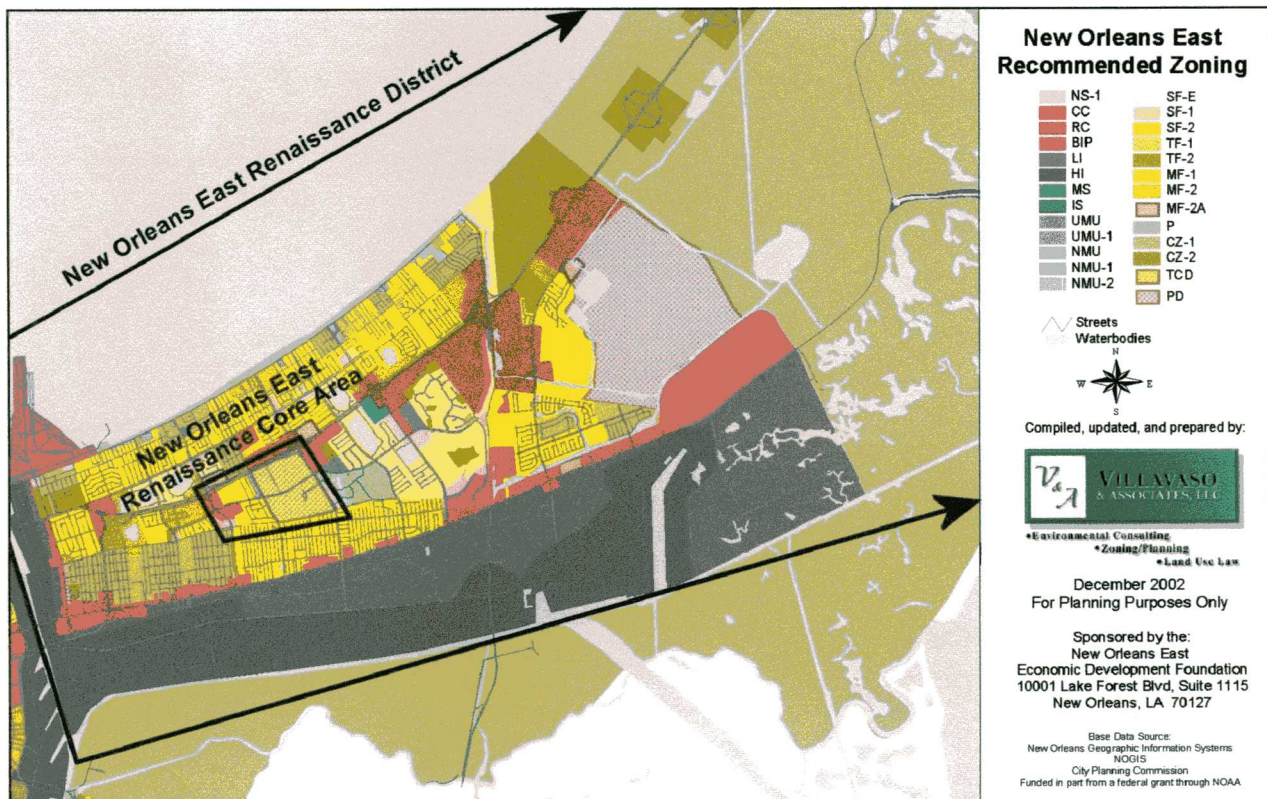 New Orleans East Renaissance District
New Orleans East
Renaissance Core Area
New Orleans East
Recommended Zoning
NS-1
CC
RC
BIP
LI
HI
MS
IS
UMU
UMU-1
NMU
NMU-1
NMU-2
SF-E
SF-1
SF-2
TF-1
TF-2
MF-1
MF-2
MF-2A
P
CZ-1
CZ-2
TCD
PD
Streets
Waterbodies
N
W E
S
Compiled, updated, and prepared by:
V&A
VILLAVASO
& ASSOCIATES, LLC
•Environmental Consulting
•Zoning/Planning
•Land Use Law
December 2002
For Planning Purposes Only
Sponsored by the:
New Orleans East
Economic Development Foundation
10001 Lake Forest Blvd, Suite 1115
New Orleans, LA 70127
Base Data Source:
New Orleans Geographic Information Systems
NOGIS
City Planning Commission
Funded in part from a federal grant through NOAA